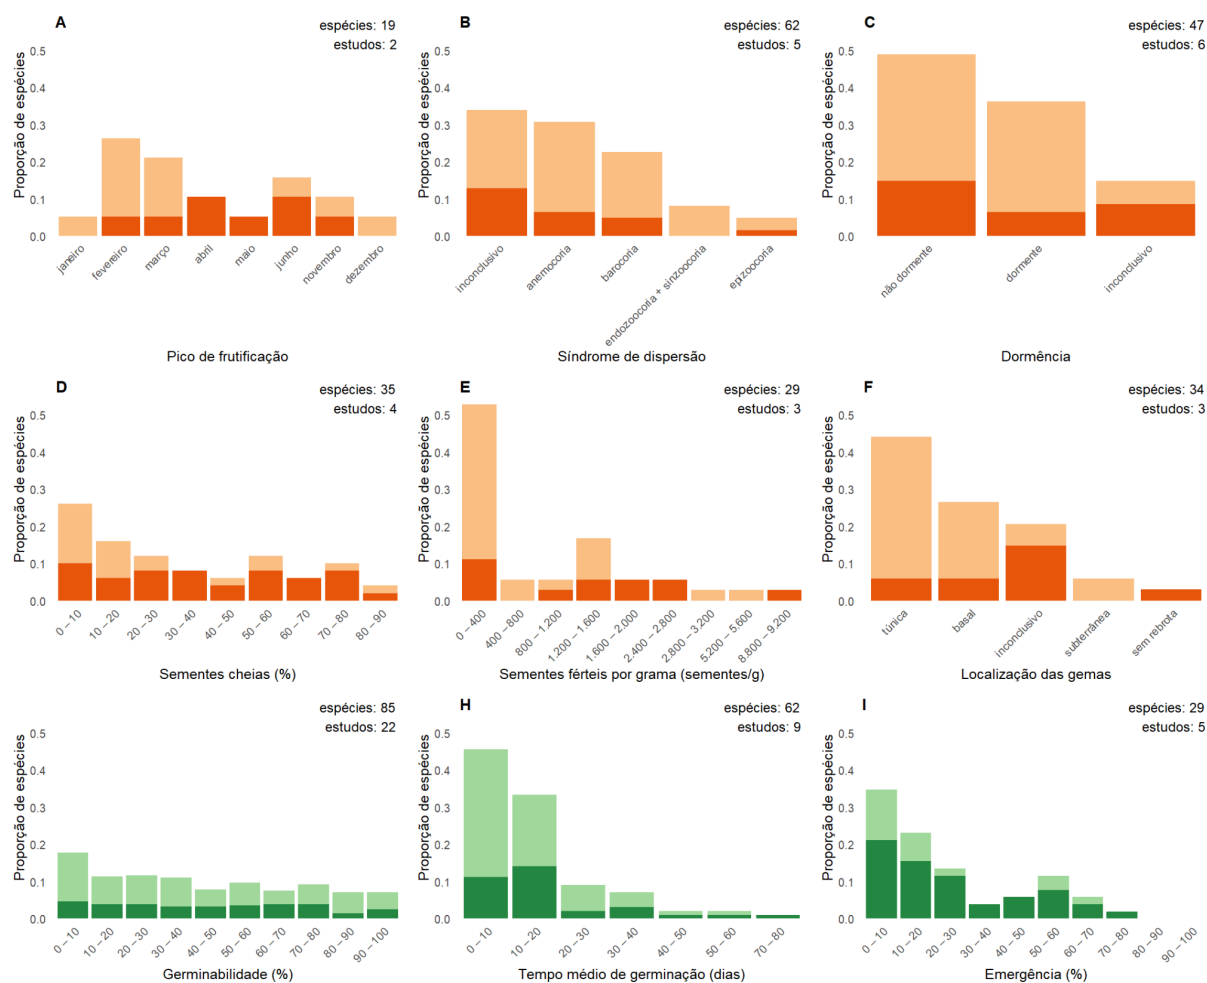 A
espécies: 19
estudos: 2
Proporção de espécies
0.5
0.4
0.3
0.2
0.1
0.0
janeiro
fevereiro
março
abril
maio
junho
novembro
dezembro
Pico de frutificação
B
espécies: 62
estudos: 5
Proporção de espécies
0.5
0.4
0.3
0.2
0.1
0.0
inconclusivo
anemocoria
barocoria
endozoocoria + sinzoocoria
epizoocoria
Síndrome de dispersão
C
espécies: 47
estudos: 6
Proporção de espécies
0.5
0.4
0.3
0.2
0.1
0.0
não dormente
dormente
inconclusivo
Dormência
D
espécies: 35
estudos: 4
Proporção de espécies
0.5
0.4
0.3
0.2
0.1
0.0
0 – 10
10 – 20
20 – 30
30 – 40
40 – 50
50 – 60
60 – 70
70 – 80
80 – 90
Sementes cheias (%)
E
espécies: 29
estudos: 3
Proporção de espécies
0.5
0.4
0.3
0.2
0.1
0.0
0 – 400
400 – 800
800 – 1.200
1.200 – 1.600
1.600 – 2.000
2.400 – 2.800
2.800 – 3.200
5.200 – 5.600
8.800 – 9.200
Sementes férteis por grama (sementes/g)
F
espécies: 34
estudos: 3
Proporção de espécies
0.5
0.4
0.3
0.2
0.1
0.0
túnica
basal
inconclusivo
subterrânea
sem rebrota
Localização das gemas
espécies: 85
estudos: 22
Proporção de espécies
0.5
0.4
0.3
0.2
0.1
0.0
0 – 10
10 – 20
20 – 30
30 – 40
40 – 50
50 – 60
60 – 70
70 – 80
80 – 90
90 – 100
Germinabilidade (%)
H
espécies: 62
estudos: 9
Proporção de espécies
0.5
0.4
0.3
0.2
0.1
0.0
0 – 10
10 – 20
20 – 30
30 – 40
40 – 50
50 – 60
70 – 80
Tempo médio de germinação (dias)
I
espécies: 29
estudos: 5
Proporção de espécies
0.5
0.4
0.3
0.2
0.1
0.0
0 – 10
10 – 20
20 – 30
30 – 40
40 – 50
50 – 60
60 – 70
70 – 80
80 – 90
90 – 100
Emergência (%)